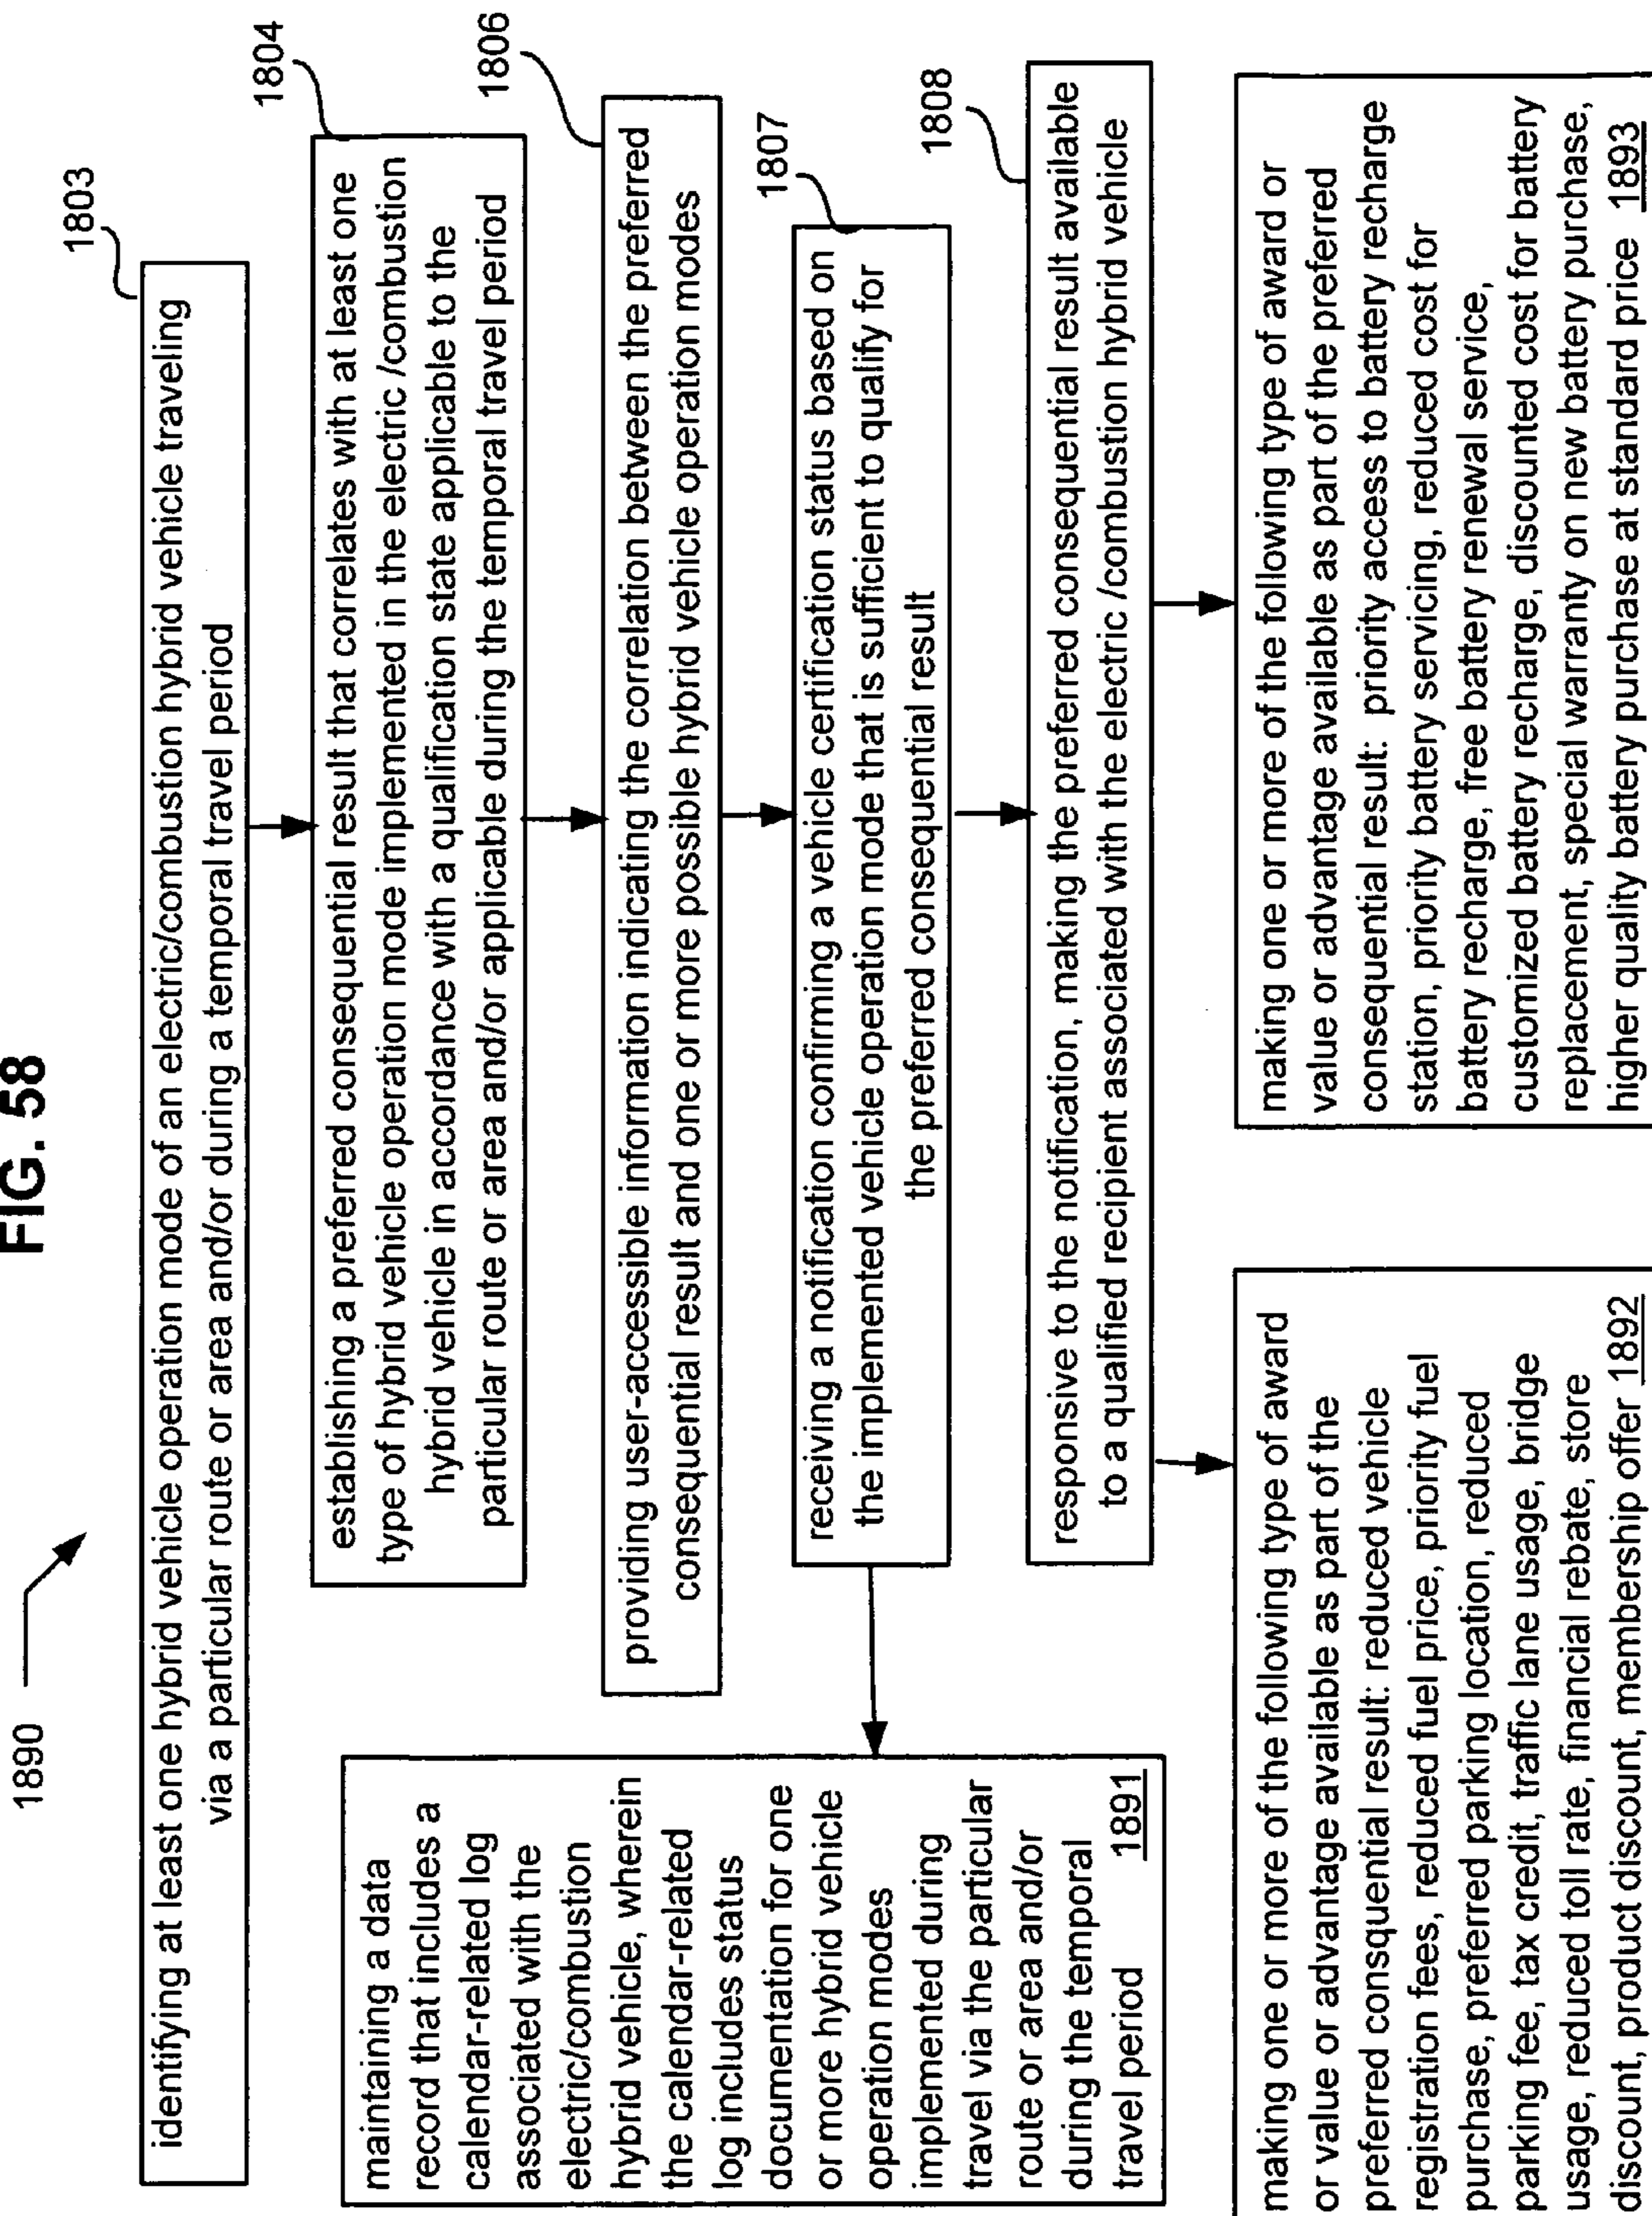 FIG. 58
1890
1803
identifying at least one hybrid vehicle operation mode of an electric/combustion hybrid vehicle traveling
via a particular route or area and/or during a temporal travel period
1804
establishing a preferred consequential result that correlates with at least one
type of hybrid vehicle operation mode implemented in the electric /combustion
hybrid vehicle in accordance with a qualification state applicable to the
particular route or area and/or applicable during the temporal travel period
1806
providing user-accessible information indicating the correlation between the preferred
consequential result and one or more possible hybrid vehicle operation modes
1807
receiving a notification confirming a vehicle certification status based on
the implemented vehicle operation mode that is sufficient to qualify for
the preferred consequential result
1808
responsive to the notification, making the preferred consequential result available
to a qualified recipient associated with the electric /combustion hybrid vehicle
maintaining a data
record that includes a
calendar-related log
associated with the
electric/combustion
hybrid vehicle, wherein
the calendar-related
log includes status
documentation for one
or more hybrid vehicle
operation modes
implemented during
travel via the particular
route or area and/or
during the temporal
travel period 1891
making one or more of the following type of award
or value or advantage available as part of the
preferred consquential result: reduced vehicle
registration fees, reduced fuel price, priority fuel
purchase, preferred parking location, reduced
parking fee, tax credit, traffic lane usage, bridge
usage, reduced toll rate, financial rebate, store
discount, product discount, membership offer 1892
making one or more of the following type of award or
value or advantage available as part of the preferred
consequential result: priority access to battery recharge
station, priority battery servicing, reduced cost for
battery recharge, free battery renewal service,
customized battery recharge, discounted cost for battery
replacement, special warranty on new battery purchase,
higher quality battery purchase at standard price 1893